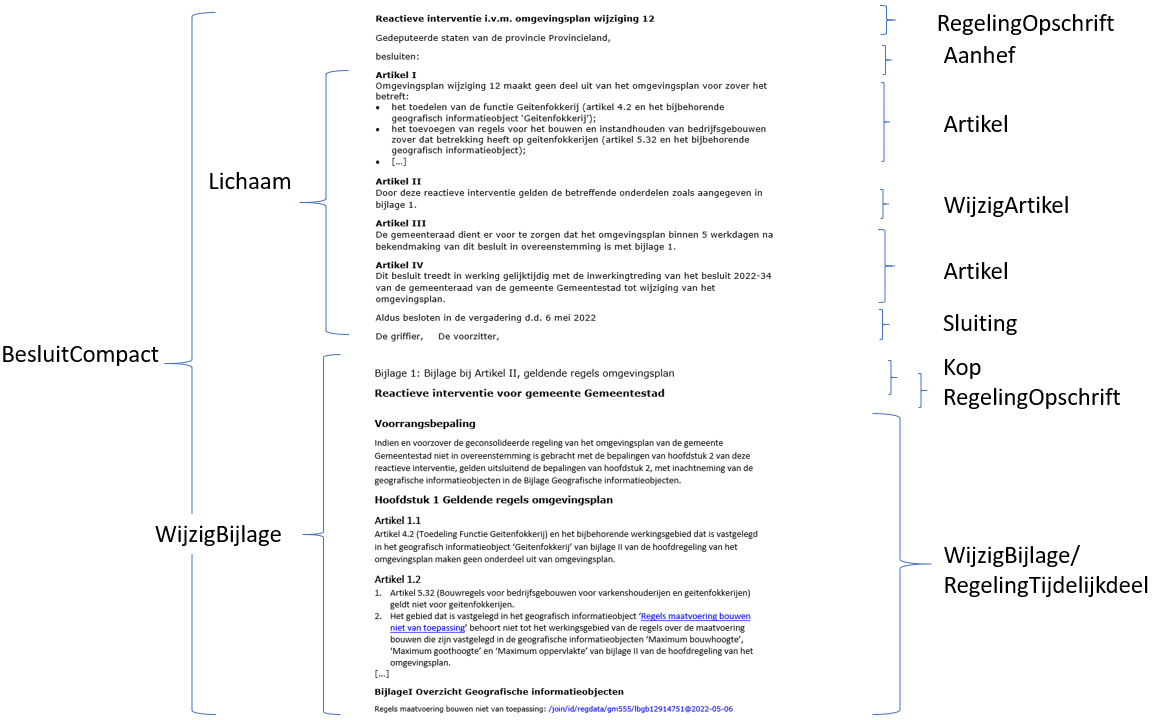 Reactieve interventie i.v.m. omgevingsplan wijziging 12
RegelingOpschrift
Gedeputeerde staten van de provincie Provincieland,
Aanhef
besluiten:
Artikel I
Omgevingsplan wijziging 12 maakt geen deel uit van het omgevingsplan voor zover het
betreft:
• het toedelen van de functie Geitenfokkerij (artikel 4.2 en het bijbehorende
geografisch informatieobject ‘Geitenfokkerij’);
Artikel
• het toevoegen van regels voor het bouwen en instandhouden van bedrijfsgebouwen
zover dat betrekking heeft op geitenfokkerijen (artikel 5.32 en het bijbehorende
geografisch informatieobject);
• [...]
Lichaam
Artikel II
Door deze reactieve interventie gelden de betreffende onderdelen zoals aangegeven in
bijlage 1.
WijzigArtikel
Artikel III
De gemeenteraad dient er voor te zorgen dat het omgevingsplan binnen 5 werkdagen na
bekendmaking van dit besluit in overeenstemming is met bijlage 1.
Artikel IV
Artikel
Dit besluit treedt in werking gelijktijdig met de inwerkingtreding van het besluit 2022-34
van de gemeenteraad van de gemeente Gemeentestad tot wijziging van het
omgevingsplan.
Aldus besloten in de vergadering d.d. 6 mei 2022
Sluiting
De griffier, De voorzitter,
BesluitCompact
Bijlage 1: Bijlage bij Artikel II, geldende regels omgevingsplan
Kop
Reactieve interventie voor gemeente Gemeentestad
RegelingOpschrift
Voorrangsbepaling
Indien en voorzover de geconsolideerde regeling van het omgevingsplan van de gemeente
Gemeentestad niet in overeenstemming is gebracht met de bepalingen van hoofdstuk 2 van deze
reactieve interventie, gelden uitsluitend de bepalingen van hoofdstuk 2, met inachtneming van de
geografische informatieobjecten in de Bijlage Geografische informatieobjecten.
Hoofdstuk 1 Geldende regels omgevingsplan
Artikel 1.1
WijzigBijlage
Artikel 4.2 (Toedeling Functie Geitenfokkerij) en het bijbehorende werkingsgebied dat is vastgelegd
in het geografisch informatieobject ‘Geitenfokkerij’ van bijlage II van de hoofdregeling van het
omgevingsplan maken geen onderdeel uit van omgevingsplan.
WijzigBijlage/
RegelingTijdelijkdeel
Artikel 1.2
1. Artikel 5.32 (Bouwregels voor bedrijfsgebouwen voor varkenshouderijen en geitenfokkerijen)
geldt niet voor geitenfokkerijen.
2. Het gebied dat is vastgelegd in het geografisch informatieobject ‘Regels maatvoering bouwen
niet van toepassing’ behoort niet tot het werkingsgebied van de regels over de maatvoering
bouwen die zijn vastgelegd in de geografische informatieobjecten ‘Maximum bouwhoogte’,
‘Maximum goothoogte’ en ‘Maximum oppervlakte’ van bijlage II van de hoofdregeling van het
omgevingsplan.
[...]
BijlageI Overzicht Geografische informatieobjecten
Regels maatvoering bouwen niet van toepassing: /join/id/regdata/gm555/lbgb12914751@2022-05-06